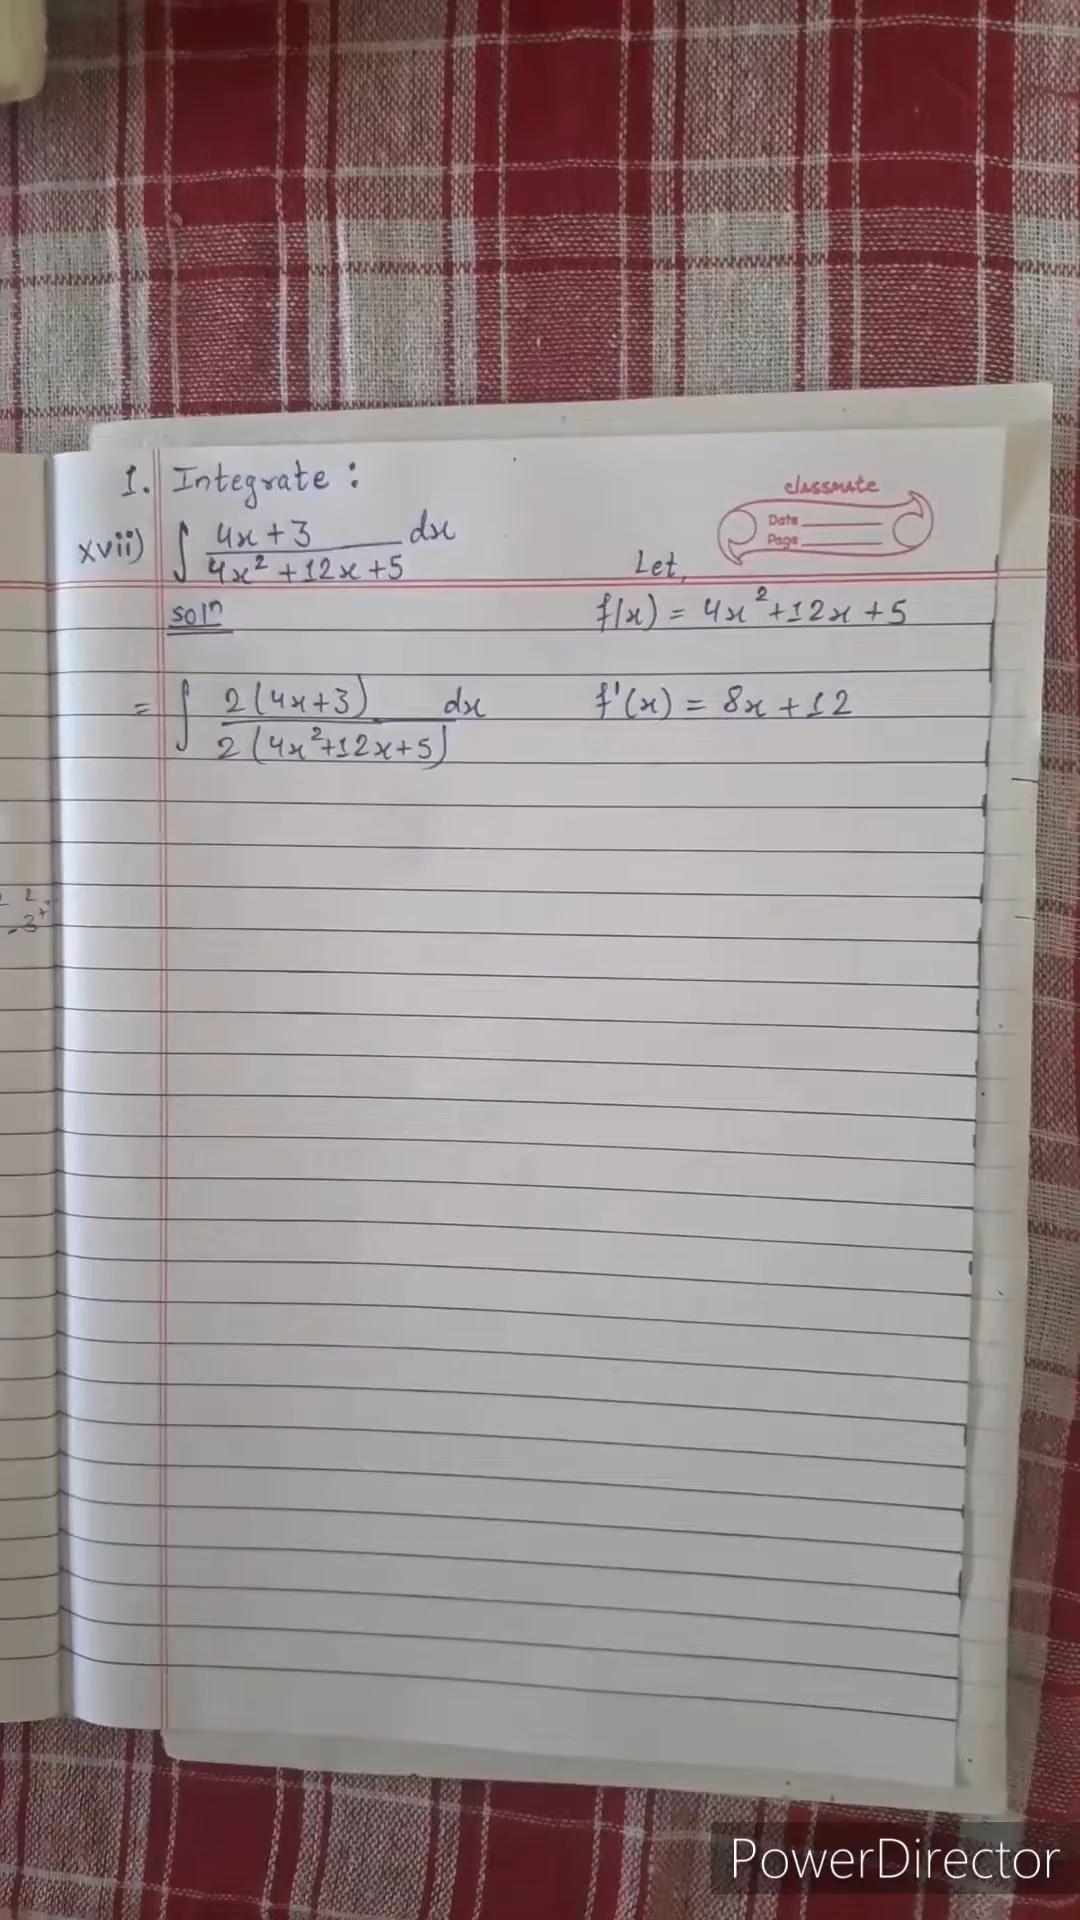 1. Integrate :
classmate
Date
Page
xvii) ∫ 4x+3 / 4x² +12x+5 dx
Let,
soln
f(x) = 4x²+12x+5
= ∫ 2(4x+3) / 2(4x²+12x+5) dx
f'(x) = 8x+12
PowerDirector